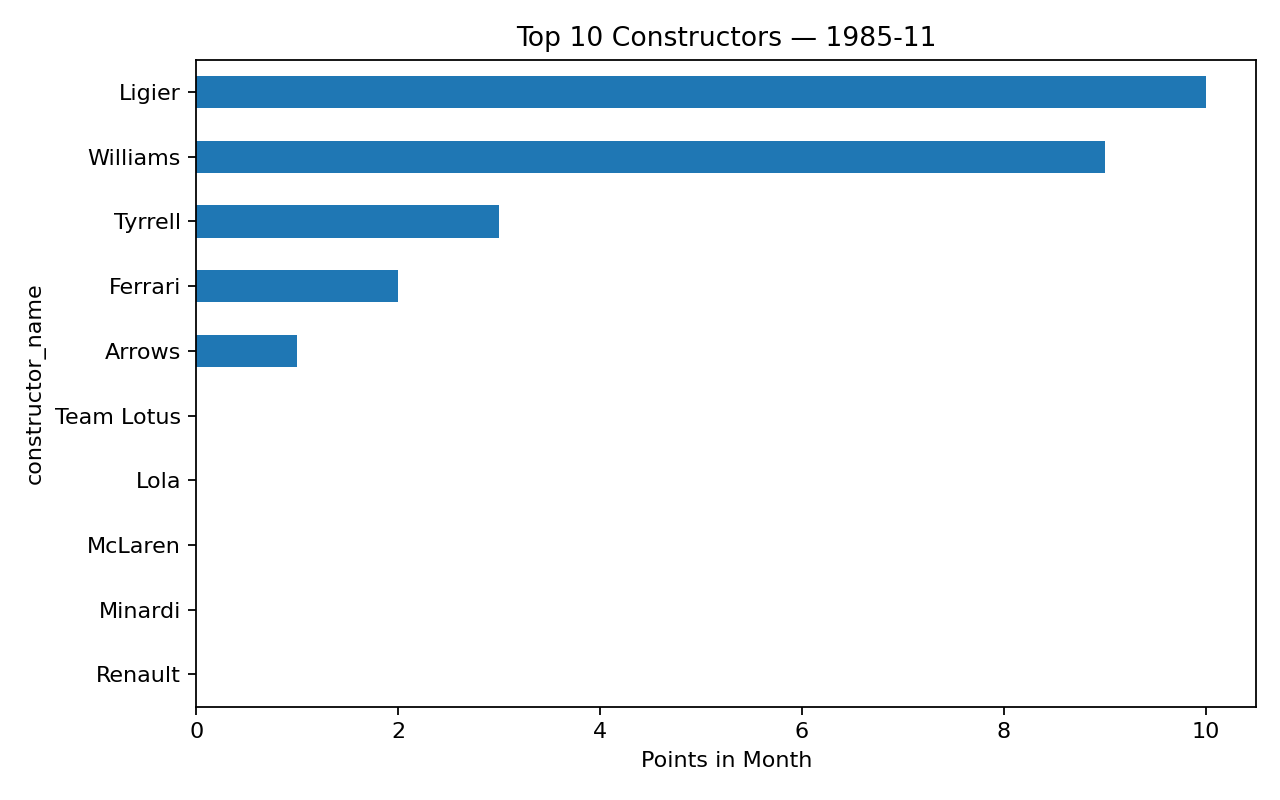 Top 10 Constructors — 1985-11
constructor_name
Ligier
Williams
Tyrrell
Ferrari
Arrows
Team Lotus
Lola
McLaren
Minardi
Renault
0 2 4 6 8 10
Points in Month